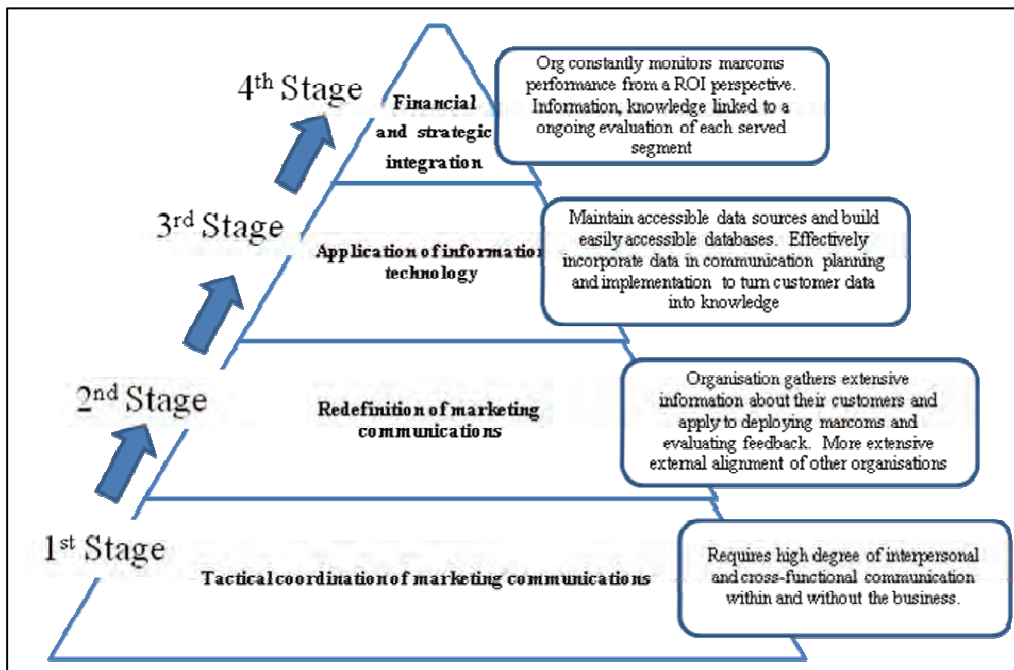 4th Stage
Financial
and strategic
integration
Org constantly monitors marcoms
performance from a ROI perspective.
Information, knowledge linked to a
ongoing evaluation of each served
segment
3rd Stage
Application of information
technology
Maintain accessible data sources and build
easily accessible databases. Effectively
incorporate data in communication planning
and implementation to turn customer data
into knowledge
2nd Stage
Redefinition of marketing
communications
Organisation gathers extensive
information about their customers and
apply to deploying marcoms and
evaluating feedback. More extensive
external alignment of other organisations
1st Stage
Tactical coordination of marketing communications
Requires high degree of interpersonal
and cross-functional communication
within and without the business.